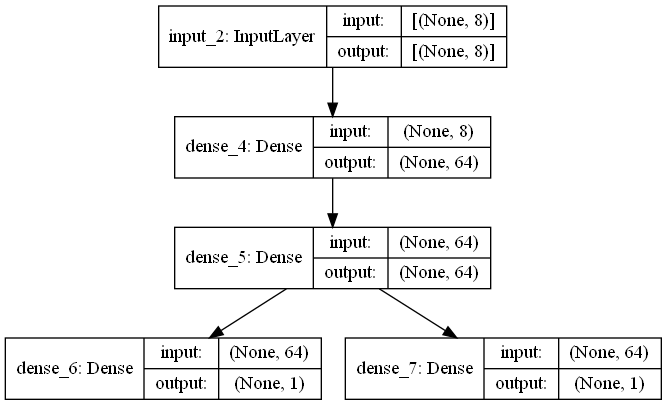 input_2: InputLayer input: [(None, 8)]
output: [(None, 8)]
dense_4: Dense input: (None, 8)
output: (None, 64)
dense_5: Dense input: (None, 64)
output: (None, 64)
dense_6: Dense input: (None, 64)
output: (None, 1)
dense_7: Dense input: (None, 64)
output: (None, 1)